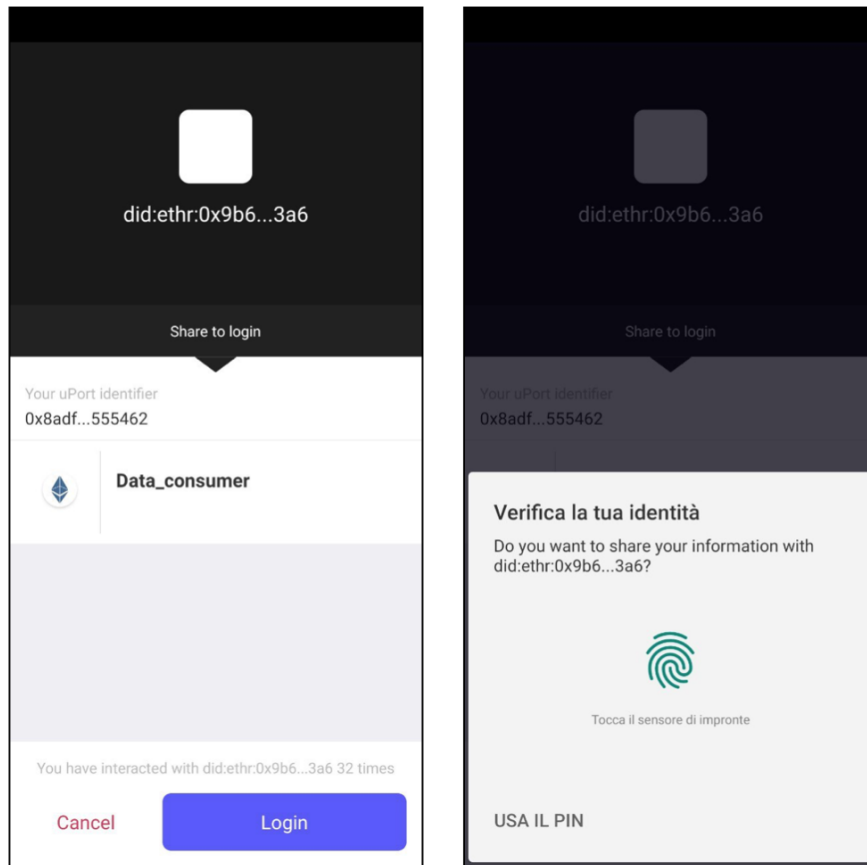 did:ethr:0x9b6...3a6
Share to login
Your uPort identifier
0x8adf...555462
Data_consumer
You have interacted with did:ethr:0x9b6...3a6 32 times
Cancel
Login
did:ethr:0x9b6...3a6
Share to login
Your uPort identifier
0x8adf...555462
Verifica la tua identità
Do you want to share your information with
did:ethr:0x9b6...3a6?
Tocca il sensore di impronte
USA IL PIN